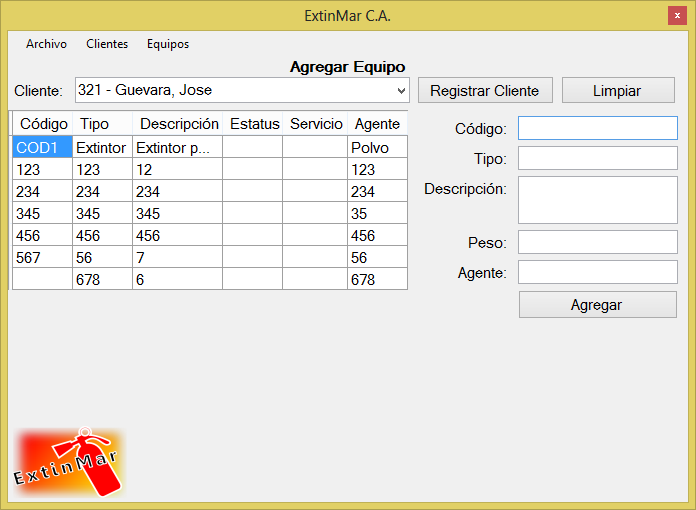 ExtinMar C.A.
x
Archivo Clientes Equipos
Agregar Equipo
Cliente: 321 - Guevara, Jose Registrar Cliente Limpiar
Código Tipo Descripción Estatus Servicio Agente
COD1 Extintor Extintor p... Polvo
123 123 12 123
234 234 234 234
345 345 345 35
456 456 456 456
567 56 7 56
678 6 678
Código:
Tipo:
Descripción:
Peso:
Agente:
Agregar
ExtinMar